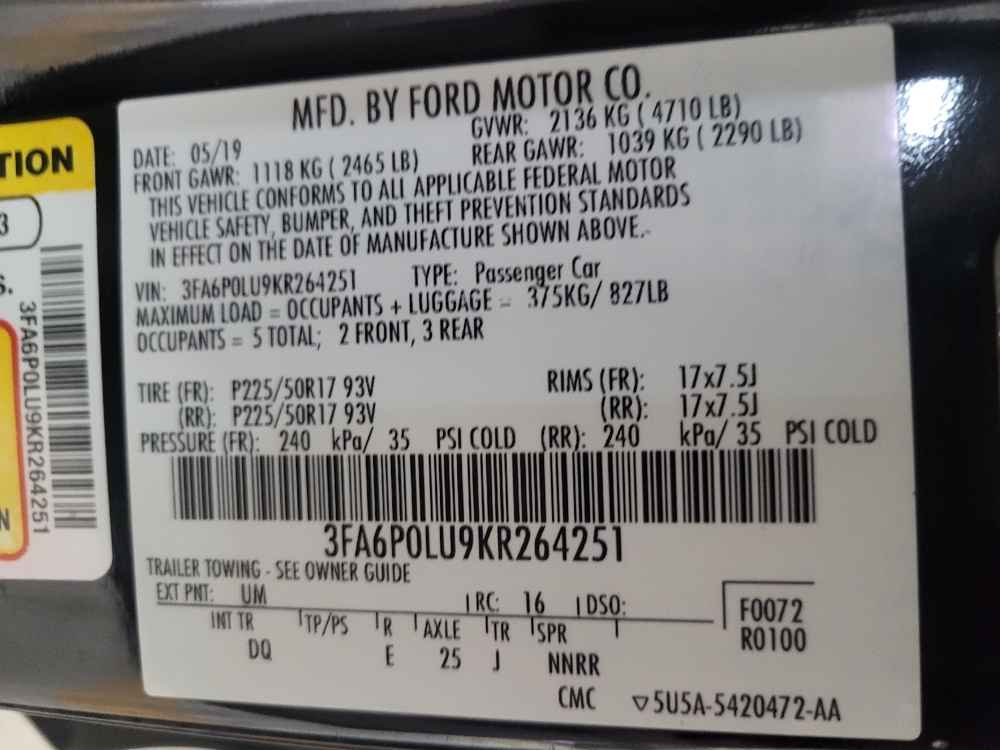 MFD. BY FORD MOTOR CO.
DATE: 05/19 GVWR: 2136 KG ( 4710 LB)
FRONT GAWR: 1118 KG ( 2465 LB) REAR GAWR: 1039 KG ( 2290 LB)
THIS VEHICLE CONFORMS TO ALL APPLICABLE FEDERAL MOTOR
VEHICLE SAFETY, BUMPER, AND THEFT PREVENTION STANDARDS
IN EFFECT ON THE DATE OF MANUFACTURE SHOWN ABOVE.
VIN: 3FA6P0LU9KR264251 TYPE: Passenger Car
MAXIMUM LOAD = OCCUPANTS + LUGGAGE = 375KG/ 827LB
OCCUPANTS = 5 TOTAL; 2 FRONT, 3 REAR
TIRE (FR): P225/50R17 93V RIMS (FR): 17x7.5J
(RR): P225/50R17 93V (RR): 17x7.5J
PRESSURE (FR): 240 kPa/ 35 PSI COLD (RR): 240 kPa/ 35 PSI COLD
3FA6P0LU9KR264251
TRAILER TOWING - SEE OWNER GUIDE
EXT PNT: UM RC: 16 DSO:
INT TR TP/PS R AXLE TR SPR
DQ E 25 J NNRR
F0072
R0100
CMC ▽5U5A-5420472-AA
TION
3
S.
3FA6P0LU9KR264251
N